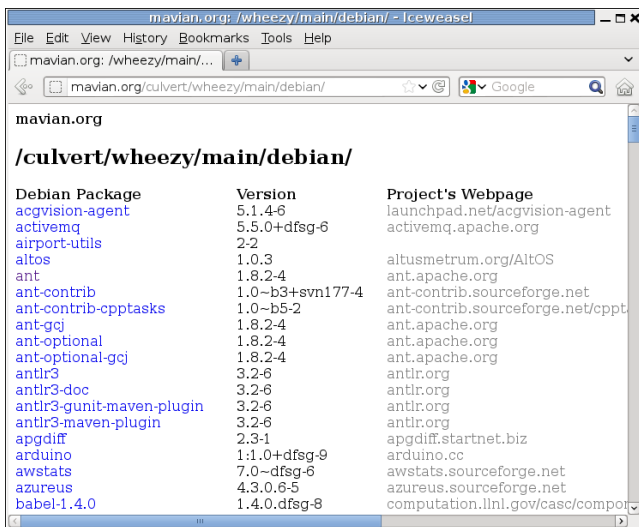 mavian.org: /wheezy/main/debian/ - Iceweasel
File Edit View History Bookmarks Tools Help
mavian.org: /wheezy/main/...
mavian.org/culvert/wheezy/main/debian/ Google
mavian.org
/culvert/wheezy/main/debian/
Debian Package Version Project's Webpage
acgvision-agent 5.1.4-6 launchpad.net/acgvision-agent
activemq 5.5.0+dfsg-6 activemq.apache.org
airport-utils 2-2
altos 1.0.3 altusmetrum.org/AltOS
ant 1.8.2-4 ant.apache.org
ant-contrib 1.0~b3+svn177-4 ant-contrib.sourceforge.net
ant-contrib-cpptasks 1.0~b5-2 ant-contrib.sourceforge.net/cppta
ant-gcj 1.8.2-4 ant.apache.org
ant-optional 1.8.2-4 ant.apache.org
ant-optional-gcj 1.8.2-4 ant.apache.org
antlr3 3.2-6 antlr.org
antlr3-doc 3.2-6 antlr.org
antlr3-gunit-maven-plugin 3.2-6 antlr.org
antlr3-maven-plugin 3.2-6 antlr.org
apgdiff 2.3-1 apgdiff.startnet.biz
arduino 1:1.0+dfsg-9 arduino.cc
awstats 7.0~dfsg-6 awstats.sourceforge.net
azureus 4.3.0.6-5 azureus.sourceforge.net
babel-1.4.0 1.4.0.dfsg-8 computation.llnl.gov/casc/compor